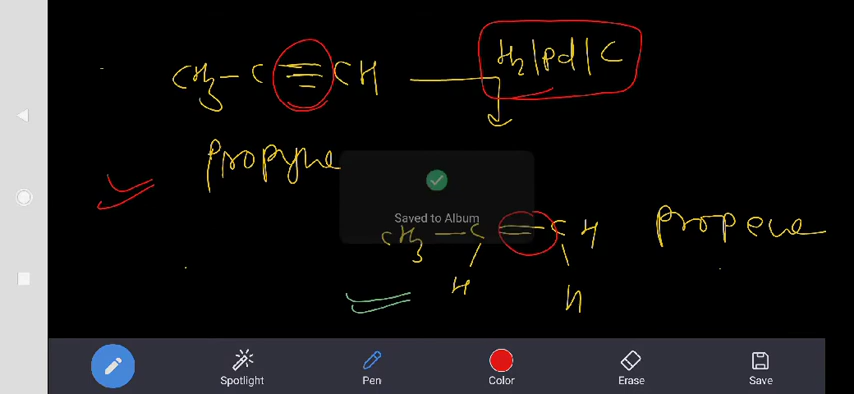 CH3-C≡CH H2/Pd/C
Propyne
Saved to Album
CH3-C=CH Propene
H H
Spotlight Pen Color Erase Save